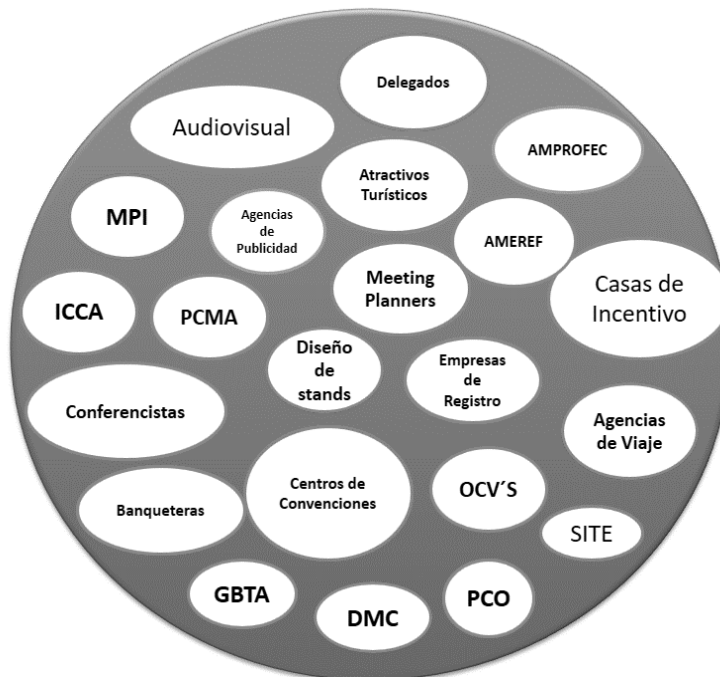 Delegados
Audiovisual
AMPROFEC
Atractivos
Turísticos
MPI
Agencias
de
Publicidad
AMEREF
Meeting
Planners
Casas de
Incentivo
ICCA
PCMA
Diseño
de
stands
Empresas
de
Registro
Conferencistas
Agencias
de Viaje
Centros de
Convenciones
OCV´S
Banqueteras
SITE
GBTA
DMC
PCO